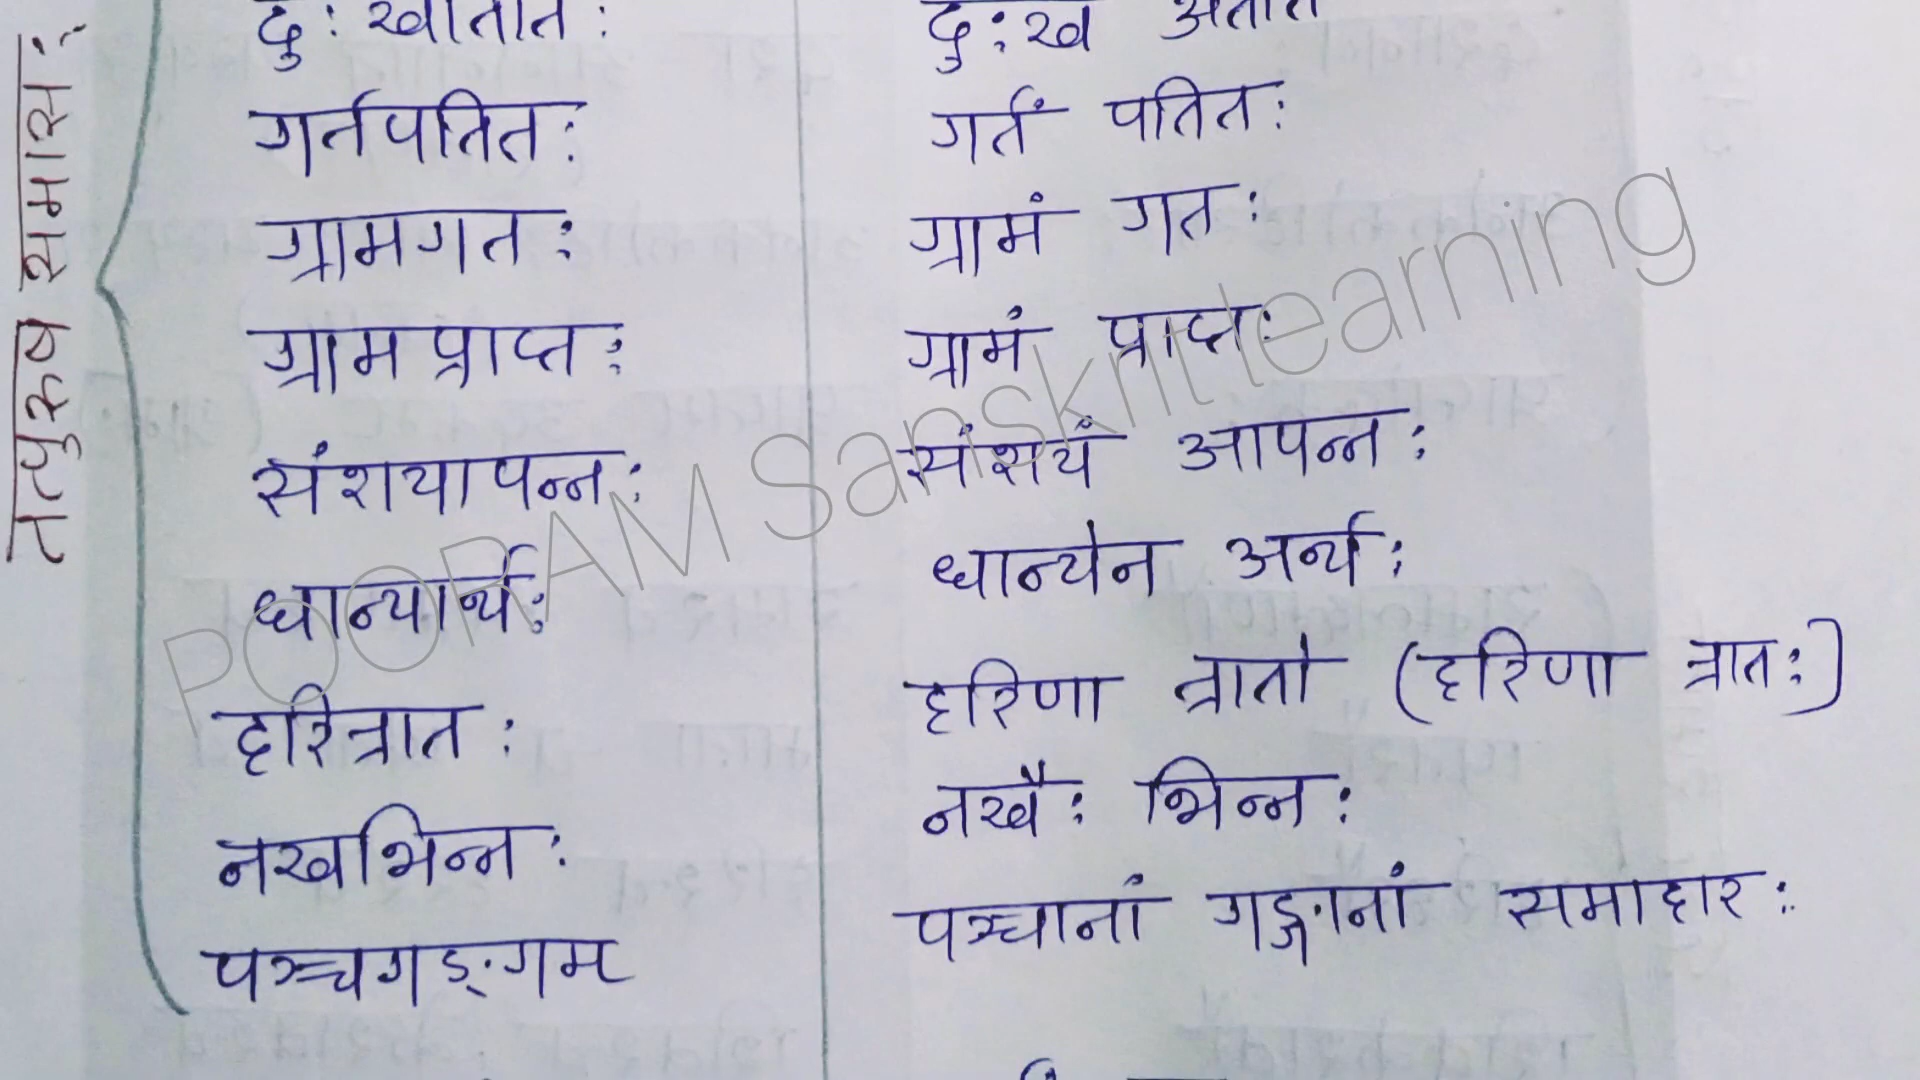 तत्पुरुष समासः
दुःखातीतः दुःख अतीत
गर्तपतितः गर्तं पतितः
ग्रामगतः ग्रामं गतः
ग्रामप्राप्तः ग्रामं प्राप्तः
संशयापन्नः संशयं आपन्नः
धान्यार्थः धान्येन अर्थः
हरित्रातः हरिणा त्रातो (हरिणा त्रातः)
नखभिन्नः नखैः भिन्नः
पञ्चगङ्गम पञ्चानां गङ्गानां समाहारः
POORAM Sanskrit learning